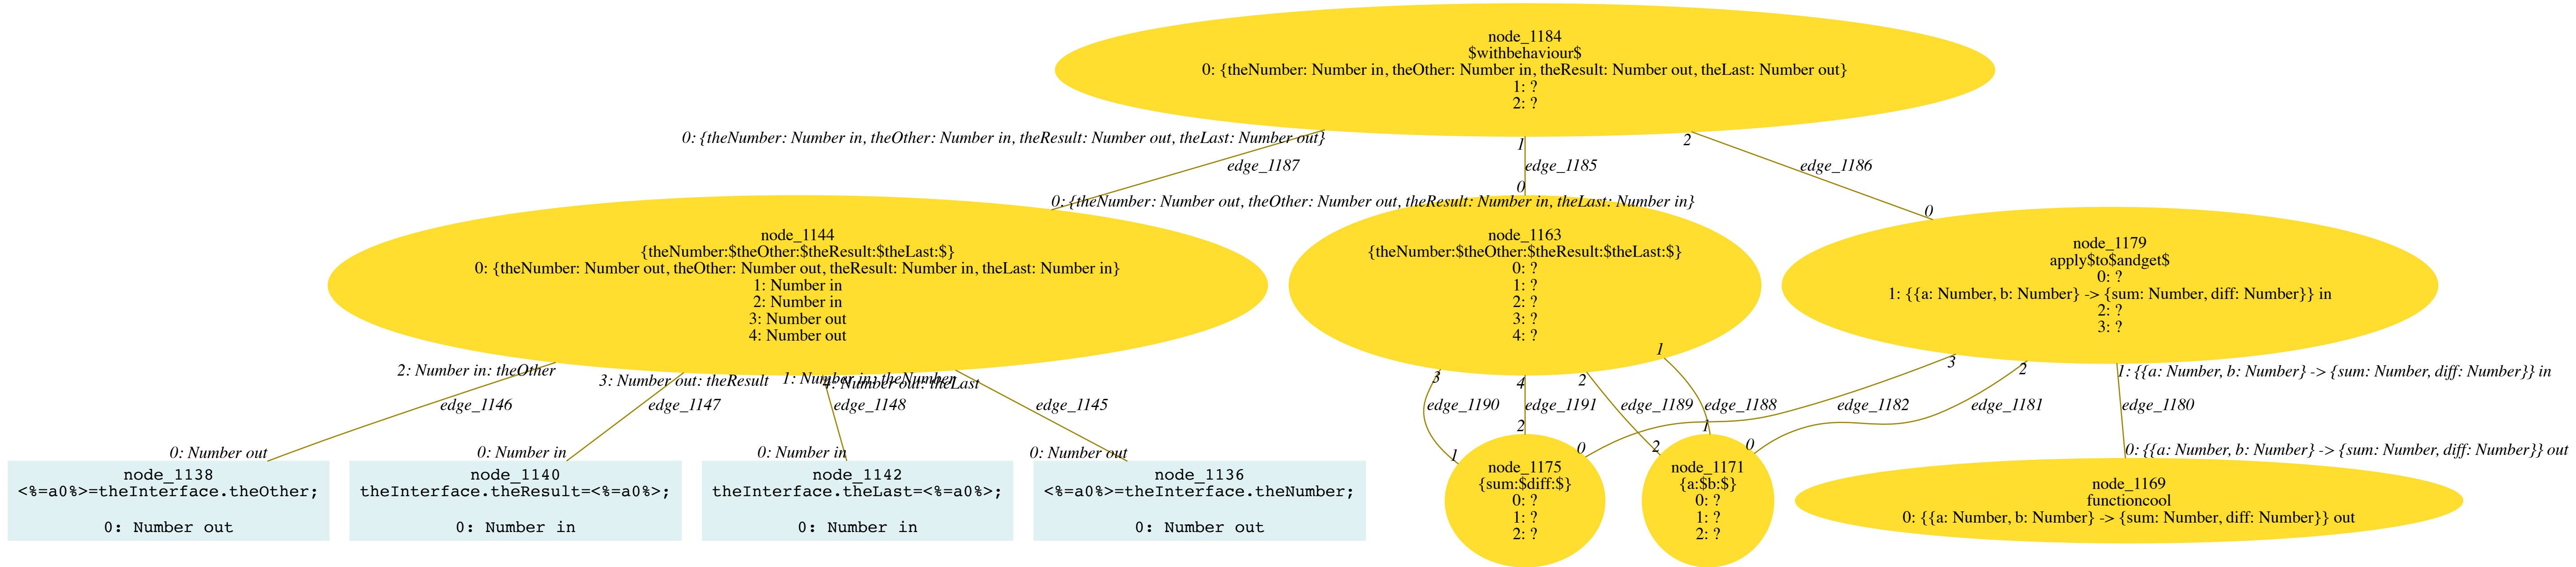 node_1184
$withbehaviour$
0: {theNumber: Number in, theOther: Number in, theResult: Number out, theLast: Number out}
1: ?
2: ?
0: {theNumber: Number in, theOther: Number in, theResult: Number out, theLast: Number out}
1
2
edge_1187
edge_1185
edge_1186
0: {theNumber: Number out, theOther: Number out, theResult: Number in, theLast: Number in}
0
0
node_1144
{theNumber:$theOther:$theResult:$theLast:$}
0: {theNumber: Number out, theOther: Number out, theResult: Number in, theLast: Number in}
1: Number in
2: Number in
3: Number out
4: Number out
node_1163
{theNumber:$theOther:$theResult:$theLast:$}
0: ?
1: ?
2: ?
3: ?
4: ?
node_1179
apply$to$andget$
0: ?
1: {{a: Number, b: Number} -> {sum: Number, diff: Number}} in
2: ?
3: ?
2: Number in: theOther
3: Number out: theResult
1: Number in: theNumber
4: Number out: theLast
3
4
2
1
3
2
1: {{a: Number, b: Number} -> {sum: Number, diff: Number}} in
edge_1146
edge_1147
edge_1148
edge_1145
edge_1190
edge_1191
edge_1189
edge_1188
edge_1182
edge_1181
edge_1180
0: Number out
0: Number in
0: Number in
0: Number out
1
2
0
2
1
0
0: {{a: Number, b: Number} -> {sum: Number, diff: Number}} out
node_1138
<%=a0%>=theInterface.theOther;
0: Number out
node_1140
theInterface.theResult=<%=a0%>;
0: Number in
node_1142
theInterface.theLast=<%=a0%>;
0: Number in
node_1136
<%=a0%>=theInterface.theNumber;
0: Number out
node_1175
{sum:$diff:$}
0: ?
1: ?
2: ?
node_1171
{a:$b:$}
0: ?
1: ?
2: ?
node_1169
functioncool
0: {{a: Number, b: Number} -> {sum: Number, diff: Number}} out